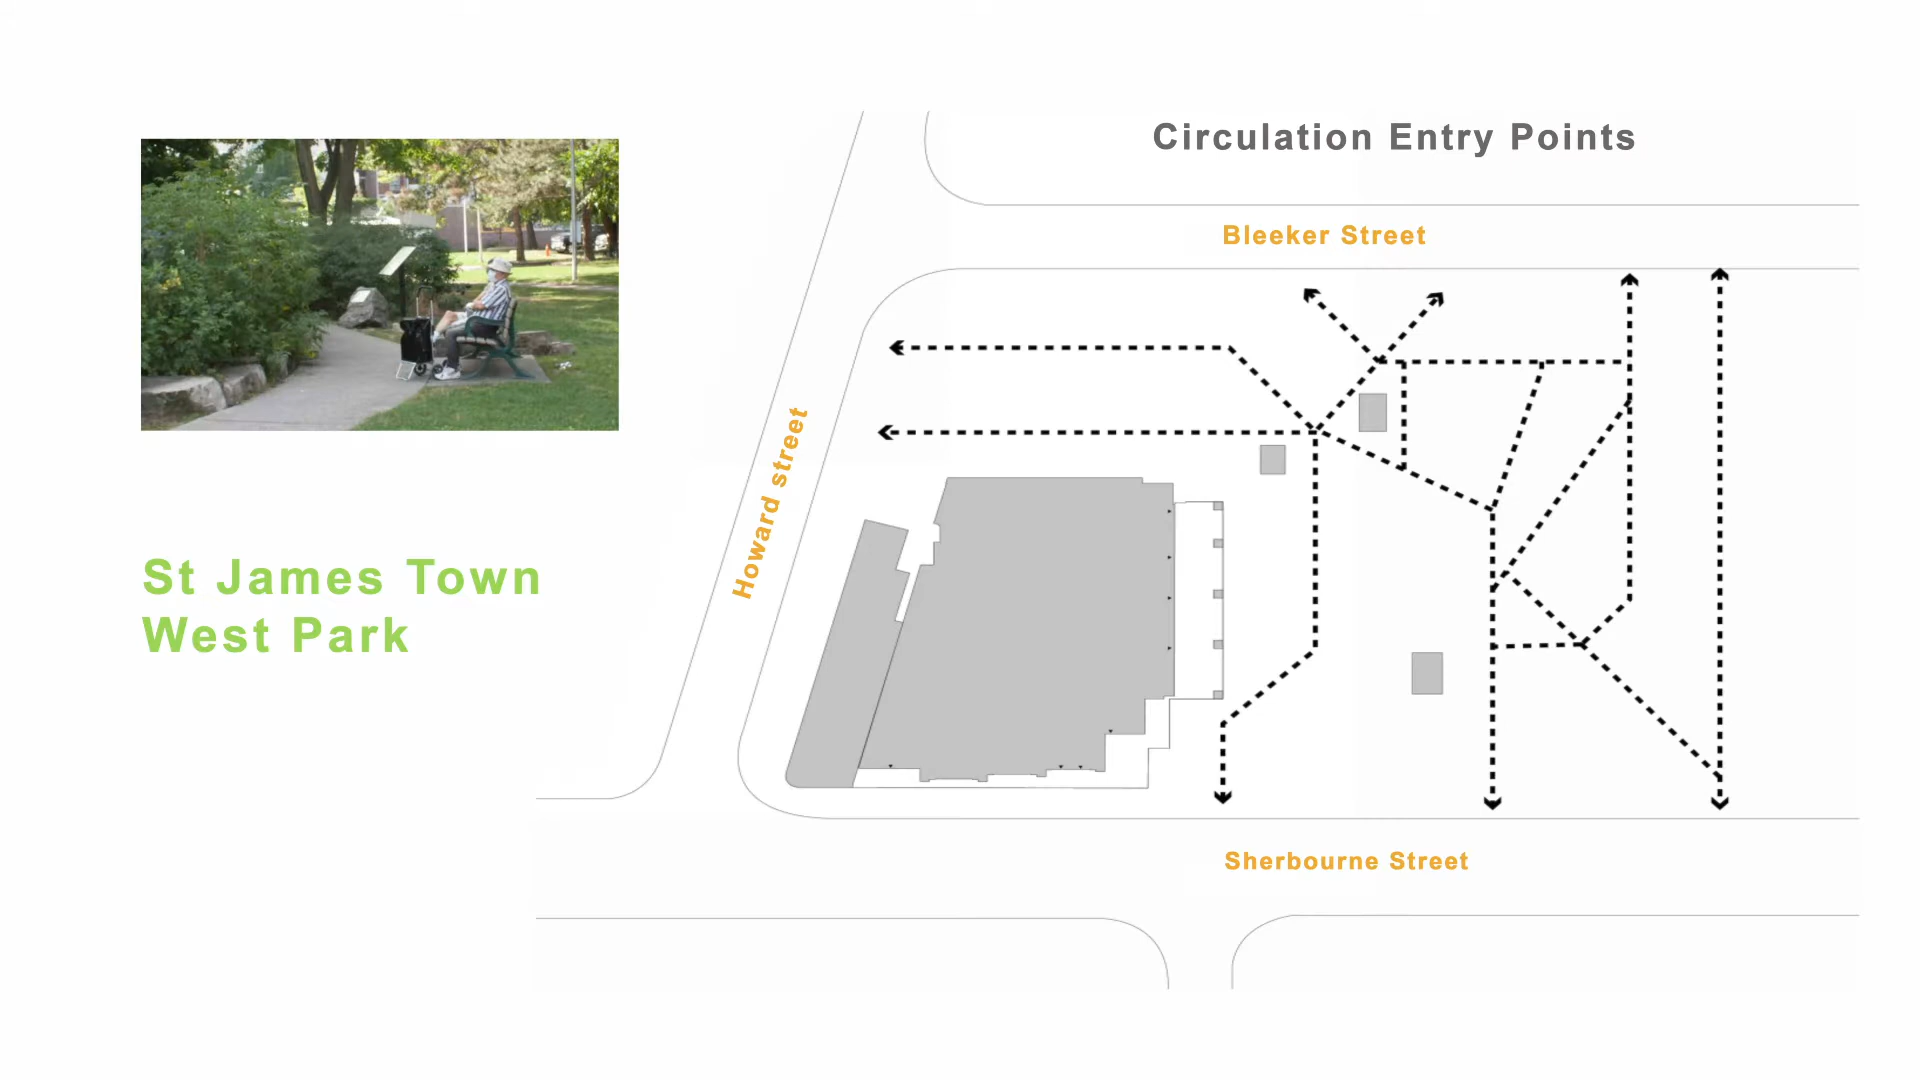 Circulation Entry Points
Bleeker Street
Howard street
St James Town
West Park
Sherbourne Street